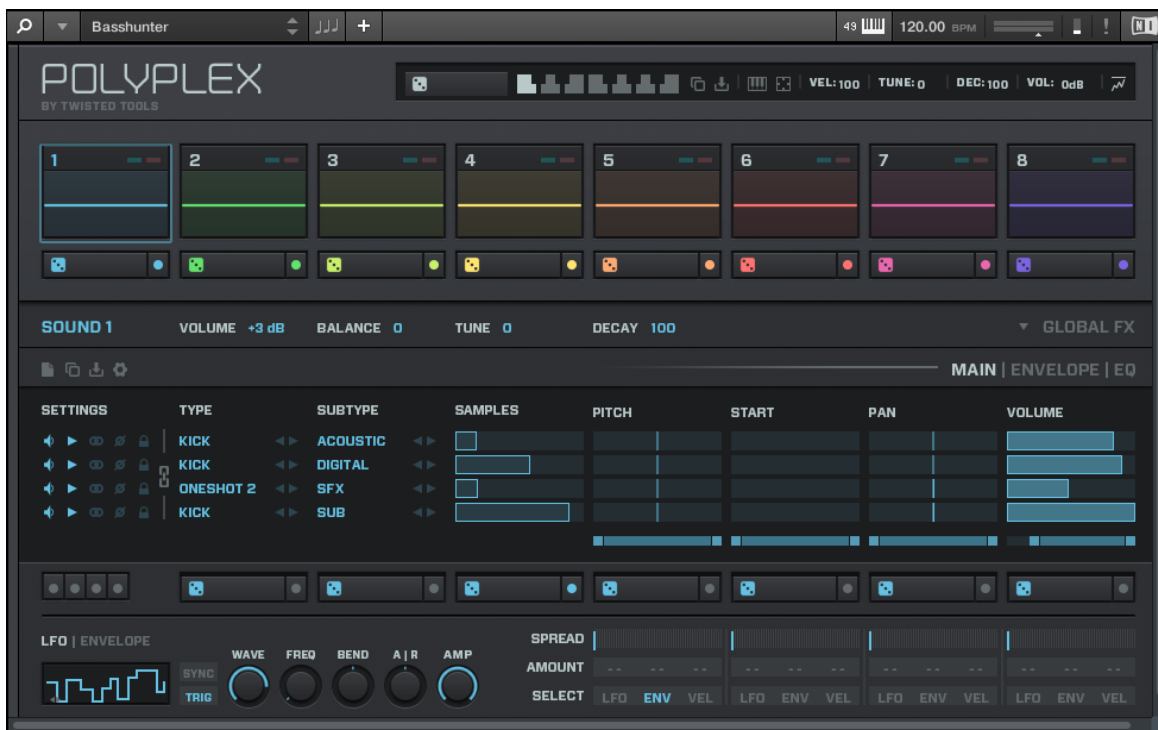 Basshunter 49 120.00 BPM NI
POLYPLEX
BY TWISTED TOOLS
VEL: 100 TUNE: 0 DEC: 100 VOL: 0dB
1 2 3 4 5 6 7 8
SOUND 1 VOLUME +3 dB BALANCE 0 TUNE 0 DECAY 100 GLOBAL FX
MAIN | ENVELOPE | EQ
SETTINGS TYPE SUBTYPE SAMPLES PITCH START PAN VOLUME
KICK ACOUSTIC
KICK DIGITAL
ONESHOT 2 SFX
KICK SUB
LFO | ENVELOPE
WAVE FREQ BEND A|R AMP
SYNC
TRIG
SPREAD
AMOUNT -- -- -- -- -- -- -- -- -- -- -- --
SELECT LFO ENV VEL LFO ENV VEL LFO ENV VEL LFO ENV VEL